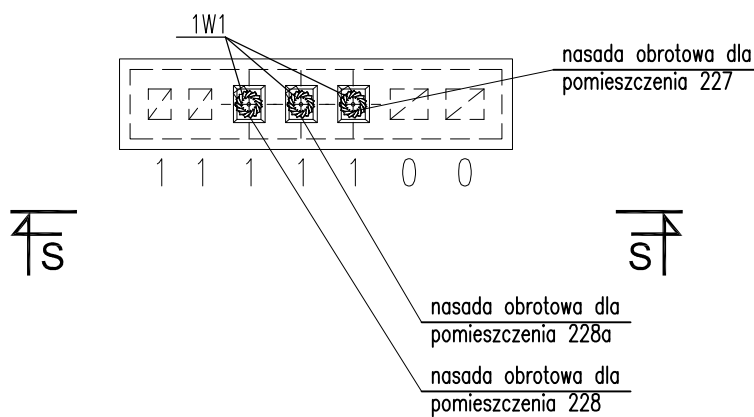 1W1
nasada obrotowa dla
pomieszczenia 227
1 1 1 1 1 0 0
S S
nasada obrotowa dla
pomieszczenia 228a
nasada obrotowa dla
pomieszczenia 228